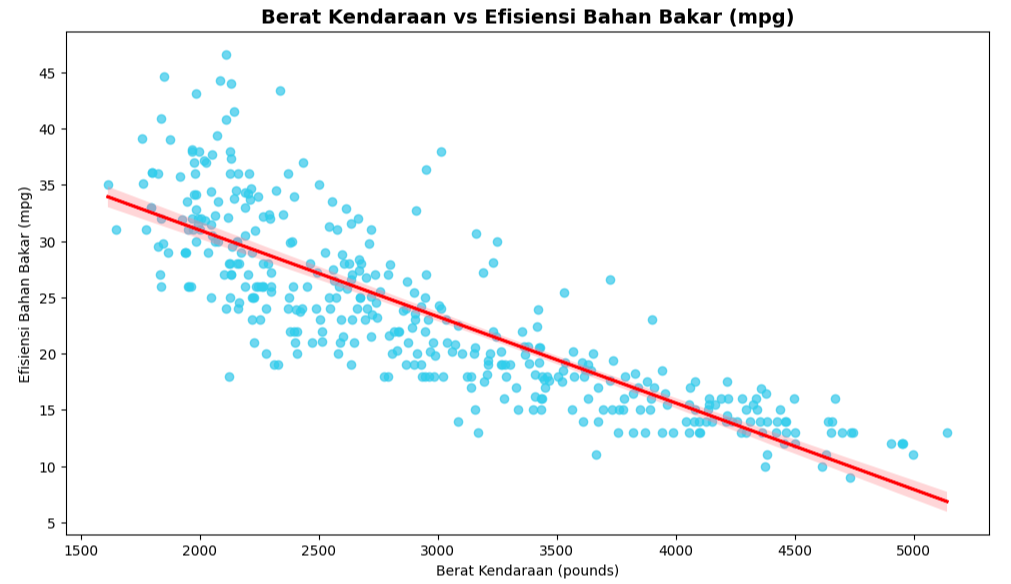 Berat Kendaraan vs Efisiensi Bahan Bakar (mpg)
Efisiensi Bahan Bakar (mpg)
45
40
35
30
25
20
15
10
5
1500 2000 2500 3000 3500 4000 4500 5000
Berat Kendaraan (pounds)